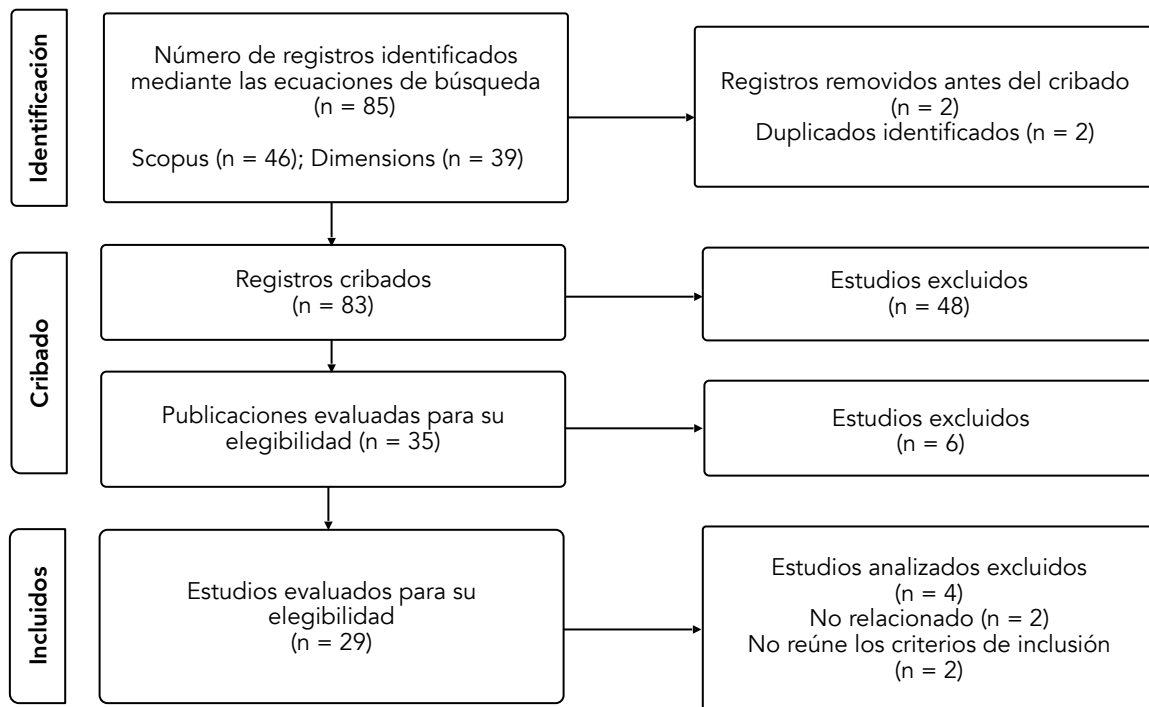 Identificación
Número de registros identificados
mediante las ecuaciones de búsqueda
(n = 85)
Scopus (n = 46); Dimensions (n = 39)
Registros removidos antes del cribado
(n = 2)
Duplicados identificados (n = 2)
Cribado
Registros cribados
(n = 83)
Estudios excluidos
(n = 48)
Publicaciones evaluadas para su
elegibilidad (n = 35)
Estudios excluidos
(n = 6)
Incluidos
Estudios evaluados para su
elegibilidad
(n = 29)
Estudios analizados excluidos
(n = 4)
No relacionado (n = 2)
No reúne los criterios de inclusión
(n = 2)